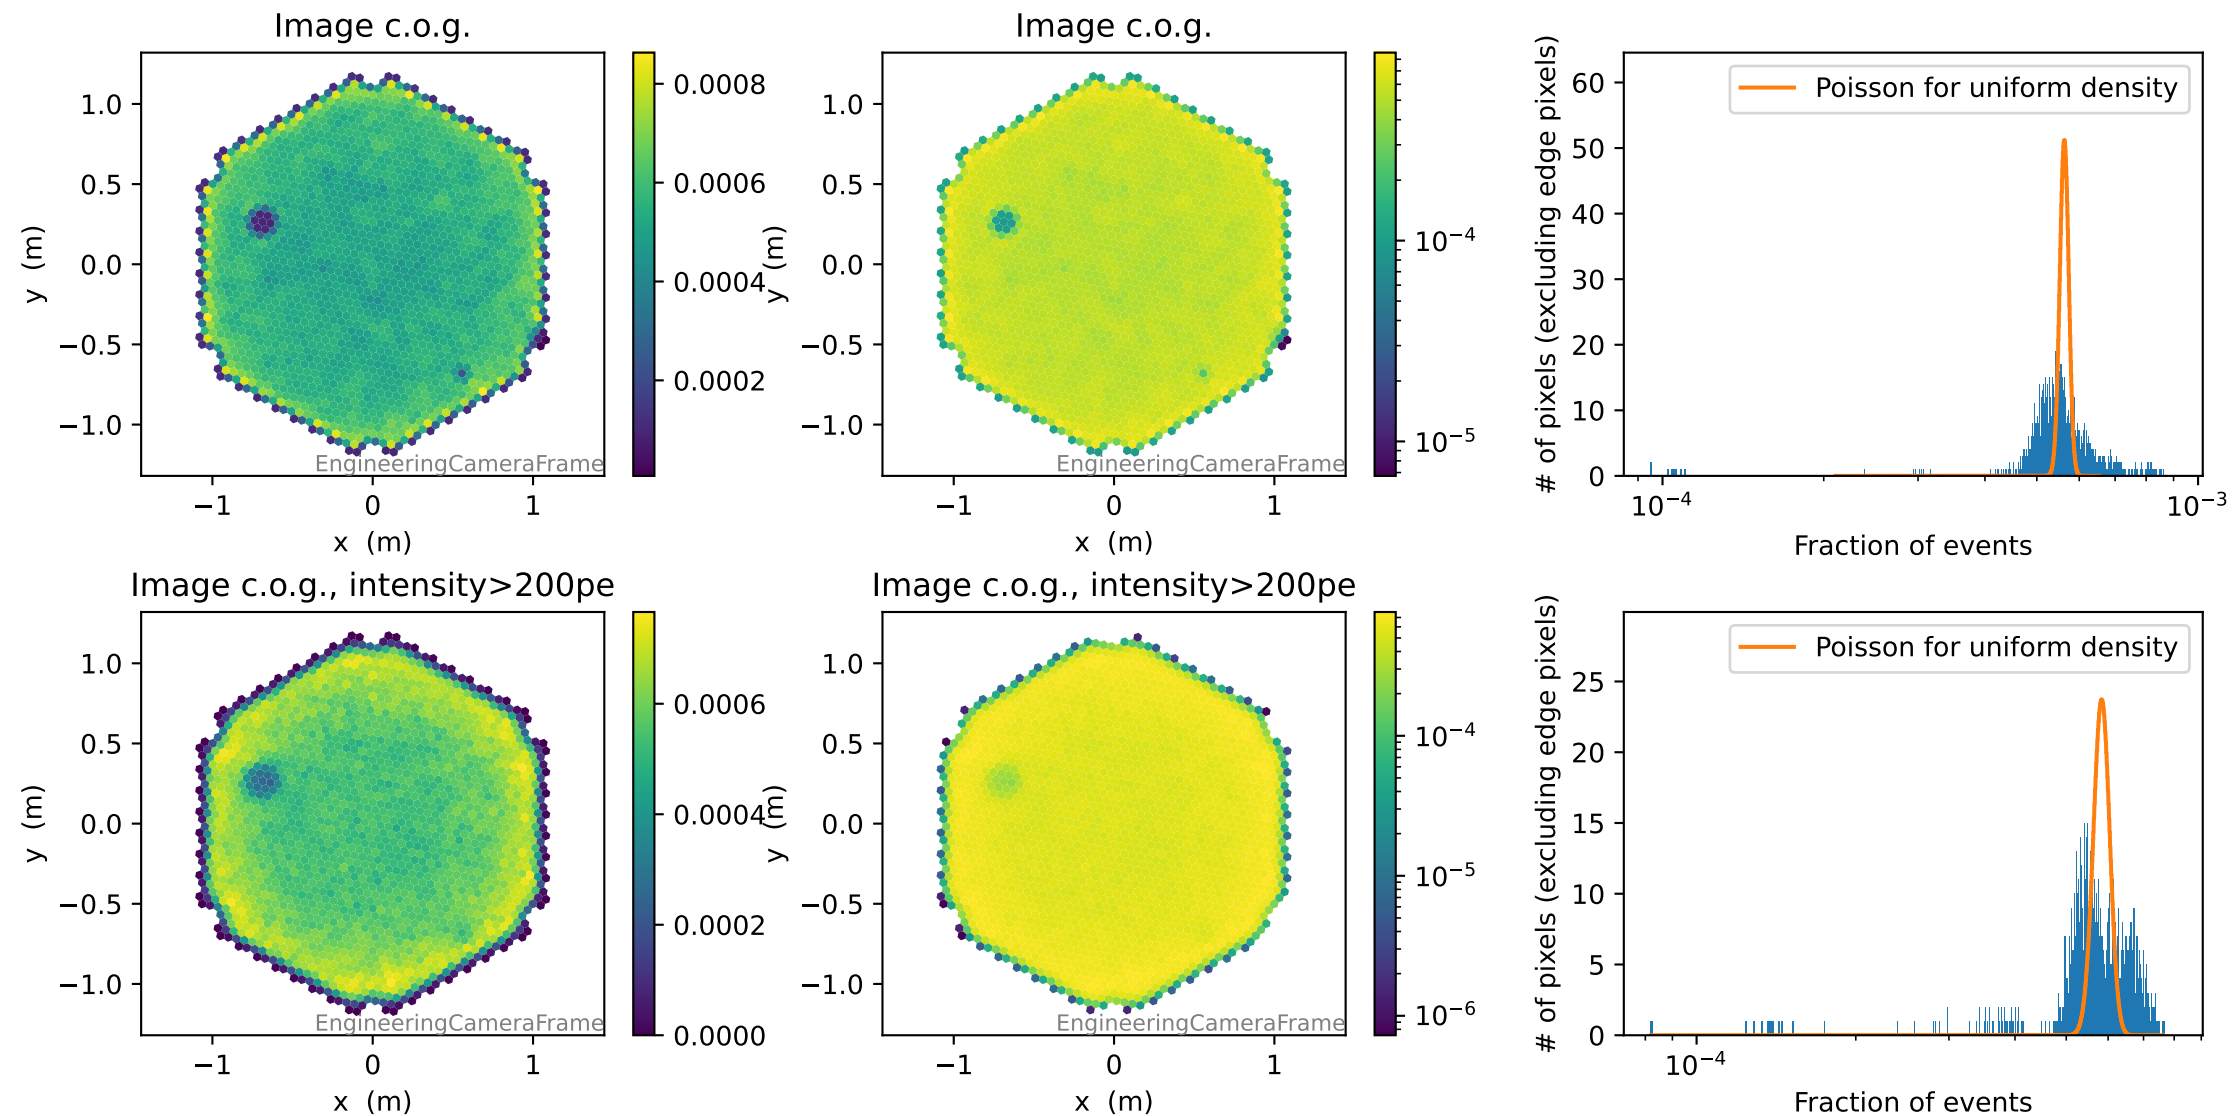 Image c.o.g.
y (m)
1.0
0.5
0.0
−0.5
−1.0
EngineeringCameraFrame
−1
0
1
x (m)
0.0008
0.0006
0.0004
0.0002
Image c.o.g.
y (m)
1.0
0.5
0.0
−0.5
−1.0
EngineeringCameraFrame
−1
0
1
x (m)
10⁻⁴
10⁻⁵
# of pixels (excluding edge pixels)
60
50
40
30
20
10
0
Poisson for uniform density
10⁻⁴
10⁻³
Fraction of events
Image c.o.g., intensity>200pe
y (m)
1.0
0.5
0.0
−0.5
−1.0
EngineeringCameraFrame
−1
0
1
x (m)
0.0006
0.0004
0.0002
0.0000
Image c.o.g., intensity>200pe
y (m)
1.0
0.5
0.0
−0.5
−1.0
EngineeringCameraFrame
−1
0
1
x (m)
10⁻⁴
10⁻⁵
10⁻⁶
# of pixels (excluding edge pixels)
25
20
15
10
5
0
Poisson for uniform density
10⁻⁴
Fraction of events